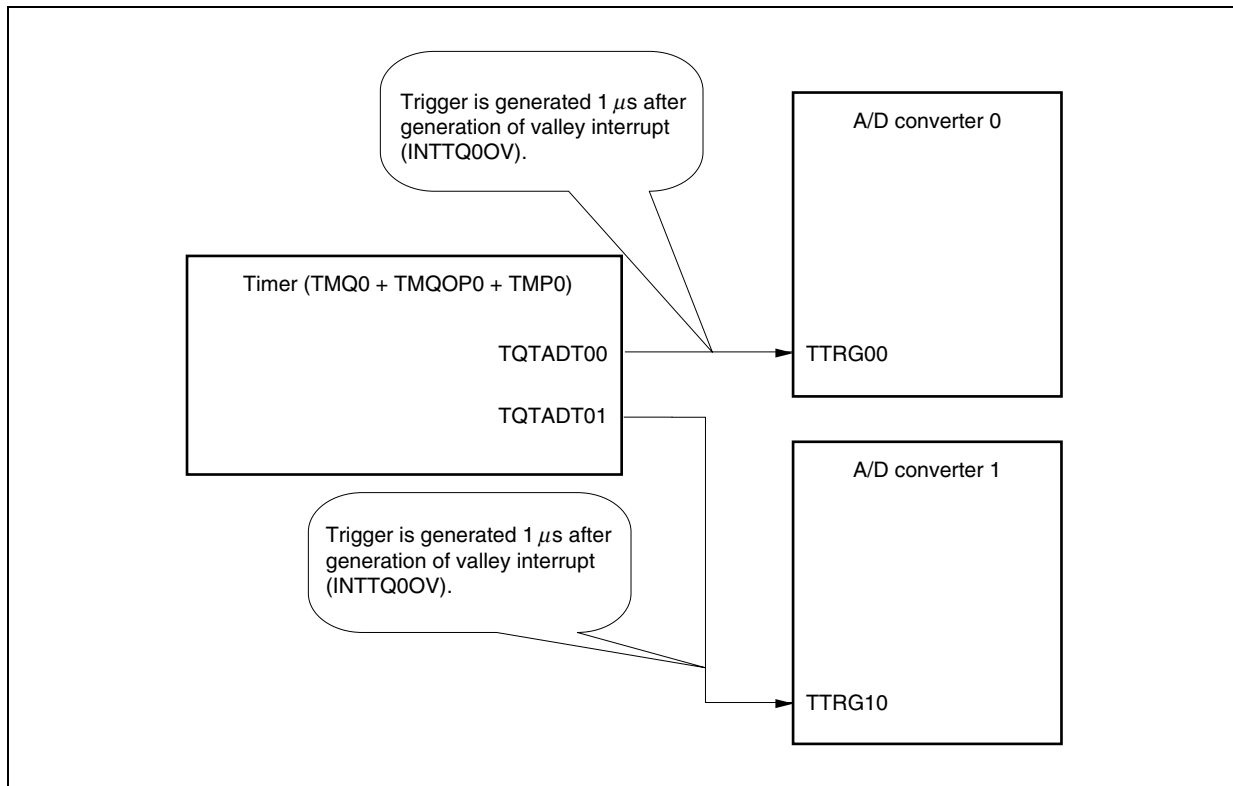 Trigger is generated 1 μs after
generation of valley interrupt
(INTTQ0OV).
A/D converter 0
Timer (TMQ0 + TMQOP0 + TMP0)
TQTADT00
TTRG00
TQTADT01
A/D converter 1
Trigger is generated 1 μs after
generation of valley interrupt
(INTTQ0OV).
TTRG10